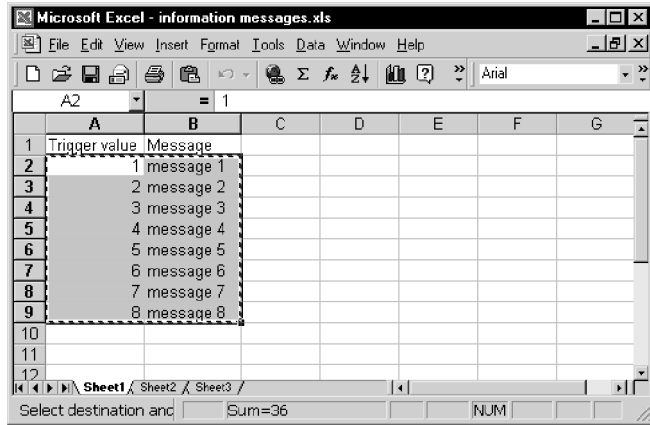 Microsoft Excel - information messages.xls
File Edit View Insert Format Tools Data Window Help
Σ fx ? » Arial »
A2 = 1
A B C D E F G
1 Trigger value Message
2 1 message 1
3 2 message 2
4 3 message 3
5 4 message 4
6 5 message 5
7 6 message 6
8 7 message 7
9 8 message 8
10
11
12
Sheet1 / Sheet2 / Sheet3 /
Select destination and Sum=36 NUM